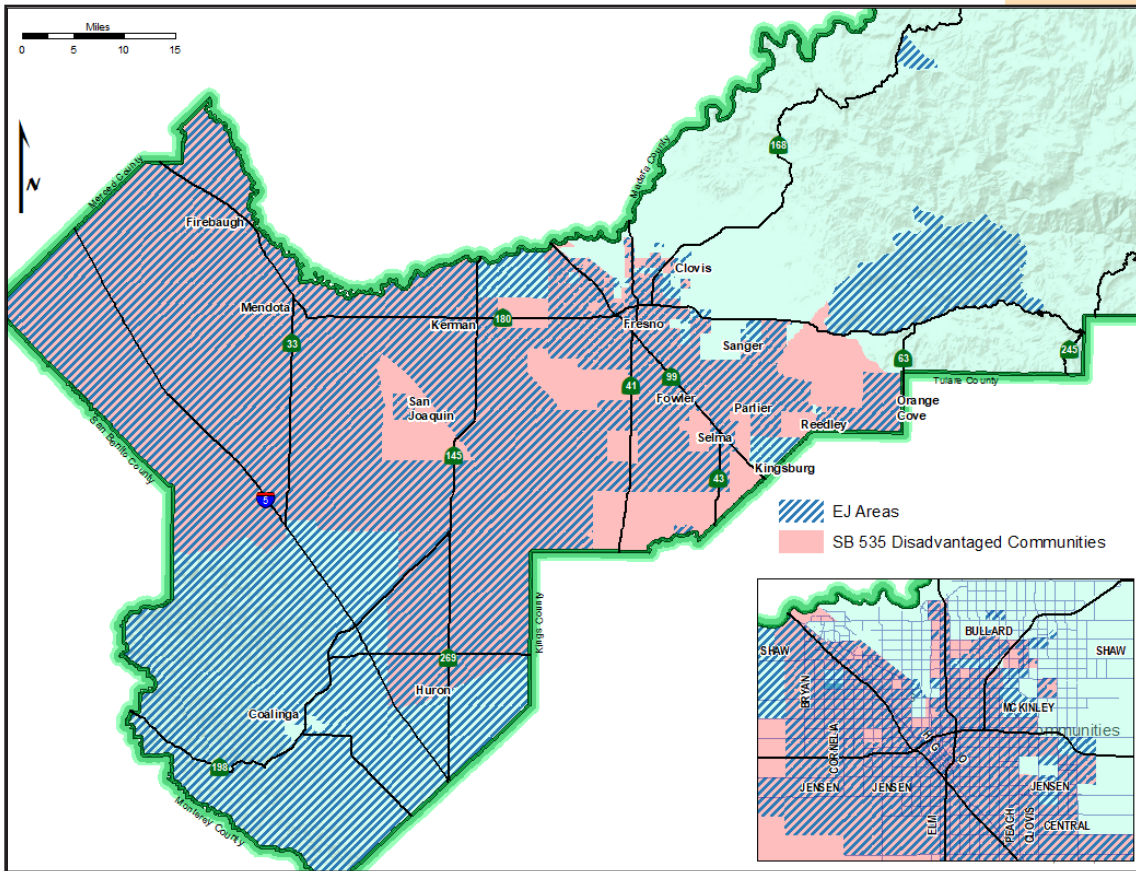 Miles
0 5 10 15
N
Merced County
Madera County
168
Firebaugh
Clovis
Mendota
Kerman
180
Fresno
Sanger
33
63
245
Tulare County
41
99
Fowler
San
Joaquin
Parlier
Orange
Cove
Reedley
Selma
San Benito County
145
Kingsburg
43
5
EJ Areas
SB 535 Disadvantaged Communities
Kings County
269
Huron
Coalinga
198
Monterey County
BULLARD
SHAW
SHAW
BRYAN
MCKINLEY
CORNELIA
ommunities
JENSEN
JENSEN
JENSEN
ELM
PEACH
CLOVIS
CENTRAL